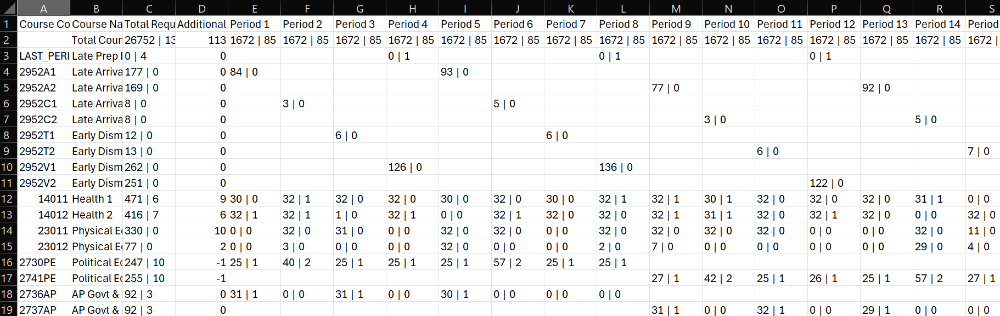 A B C D E F G H I J K L M N O P Q R S
1 Course Co Course Na Total Requ Additional Period 1 Period 2 Period 3 Period 4 Period 5 Period 6 Period 7 Period 8 Period 9 Period 10 Period 11 Period 12 Period 13 Period 14 Period
2 Total Coun 26752 | 13 113 1672 | 85 1672 | 85 1672 | 85 1672 | 85 1672 | 85 1672 | 85 1672 | 85 1672 | 85 1672 | 85 1672 | 85 1672 | 85 1672 | 85 1672 | 85 1672 | 85 1672 |
3 LAST_PERI Late Prep 0 | 4 0 0 | 1 0 | 1 0 | 1
4 2952A1 Late Arriva 177 | 0 0 84 | 0 93 | 0
5 2952A2 Late Arriva 169 | 0 0 77 | 0 92 | 0
6 2952C1 Late Arriva 8 | 0 0 3 | 0 5 | 0
7 2952C2 Late Arriva 8 | 0 0 3 | 0 5 | 0
8 2952T1 Early Dism 12 | 0 0 6 | 0 6 | 0
9 2952T2 Early Dism 13 | 0 0 6 | 0 7 | 0
10 2952V1 Early Dism 262 | 0 0 126 | 0 136 | 0
11 2952V2 Early Dism 251 | 0 0 122 | 0
12 14011 Health 1 471 | 6 9 30 | 0 32 | 1 32 | 0 32 | 0 30 | 0 32 | 0 30 | 0 32 | 1 32 | 1 30 | 1 32 | 0 32 | 0 32 | 0 31 | 1 0 | 0
13 14012 Health 2 416 | 7 6 32 | 1 32 | 1 1 | 0 32 | 1 0 | 0 32 | 1 32 | 0 32 | 0 32 | 0 31 | 1 32 | 0 32 | 1 32 | 0 0 | 0 32 | 0
14 23011 Physical E 330 | 0 10 0 | 0 32 | 0 31 | 0 0 | 0 32 | 0 32 | 0 0 | 0 32 | 0 32 | 0 32 | 0 32 | 0 0 | 0 0 | 0 32 | 0 11 | 0
15 23012 Physical E 77 | 0 2 0 | 0 3 | 0 0 | 0 0 | 0 32 | 0 0 | 0 0 | 0 2 | 0 7 | 0 0 | 0 0 | 0 0 | 0 0 | 0 29 | 0 4 | 0
16 2730PE Political Ec 247 | 10 -1 25 | 1 40 | 2 25 | 1 25 | 1 25 | 1 57 | 2 25 | 1 25 | 1
17 2741PE Political Ec 255 | 10 -1 27 | 1 42 | 2 25 | 1 26 | 1 25 | 1 57 | 2 27 | 1
18 2736AP AP Govt & 92 | 3 0 31 | 1 0 | 0 31 | 1 0 | 0 30 | 1 0 | 0 0 | 0 0 | 0
19 2737AP AP Govt & 92 | 3 0 31 | 1 0 | 0 32 | 1 0 | 0 29 | 1 0 | 0 0 | 0